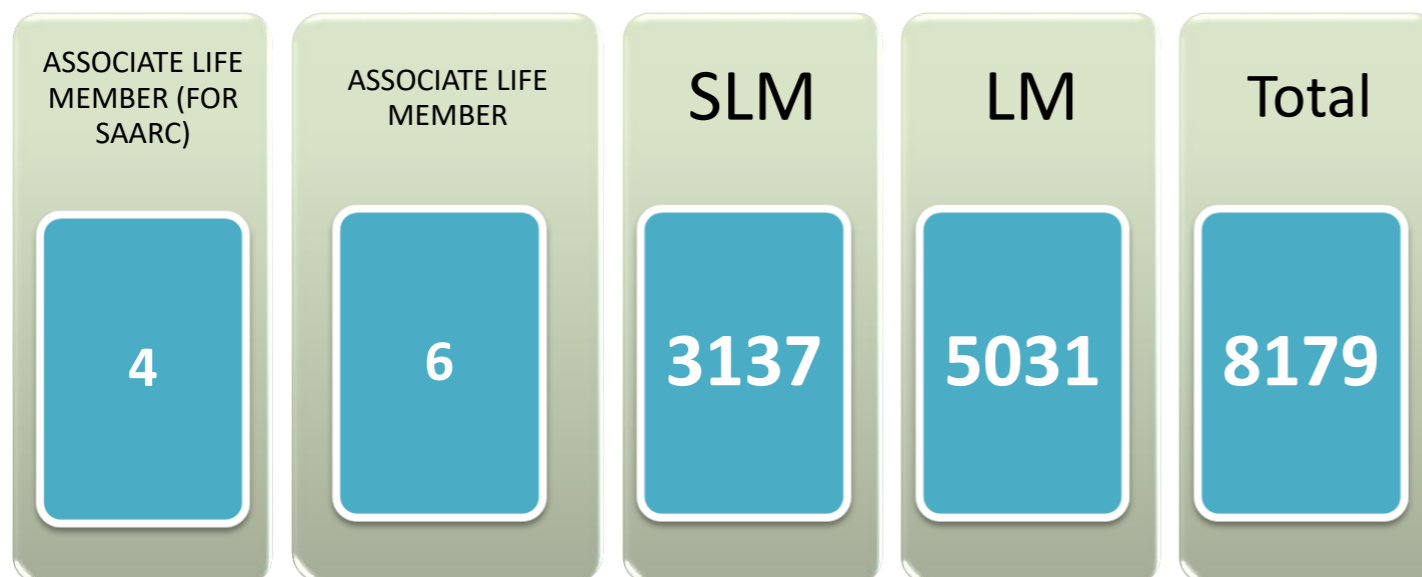 ASSOCIATE LIFE
MEMBER (FOR
SAARC)
4
ASSOCIATE LIFE
MEMBER
6
SLM
3137
LM
5031
Total
8179